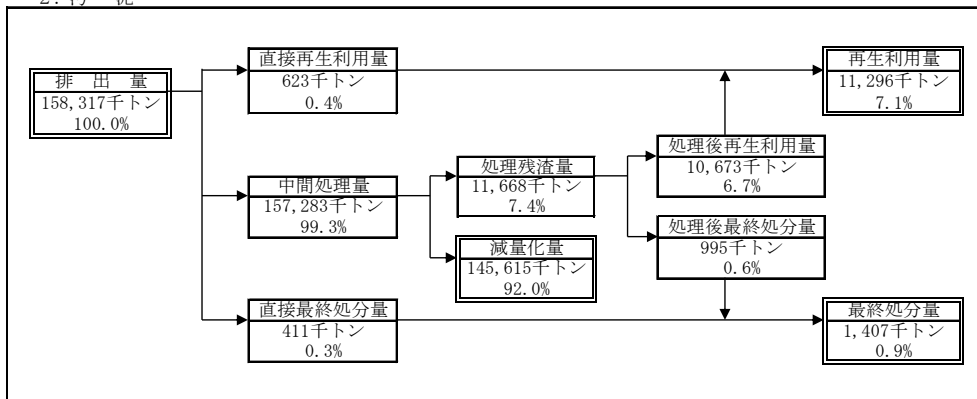 排 出 量
158,317千トン
100.0%
直接再生利用量
623千トン
0.4%
再生利用量
11,296千トン
7.1%
中間処理量
157,283千トン
99.3%
処理残渣量
11,668千トン
7.4%
処理後再生利用量
10,673千トン
6.7%
減量化量
145,615千トン
92.0%
処理後最終処分量
995千トン
0.6%
直接最終処分量
411千トン
0.3%
最終処分量
1,407千トン
0.9%